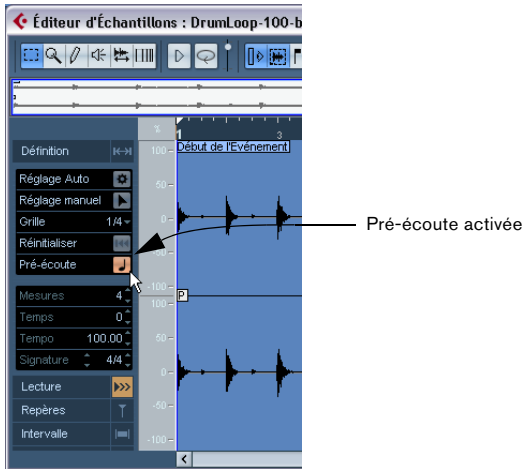 Éditeur d'Échantillons : DrumLoop-100-b
%
1
3
Définition
100
Début de l'Evénement
Réglage Auto
50
Réglage manuel
Grille 1/4
0
Pré-écoute activée
Réinitialiser
-50
Pré-écoute
-100
Mesures 4
100
P
Temps 0
Tempo 100.00
50
Signature 4/4
0
Lecture
Repères
-50
Intervalle
-100